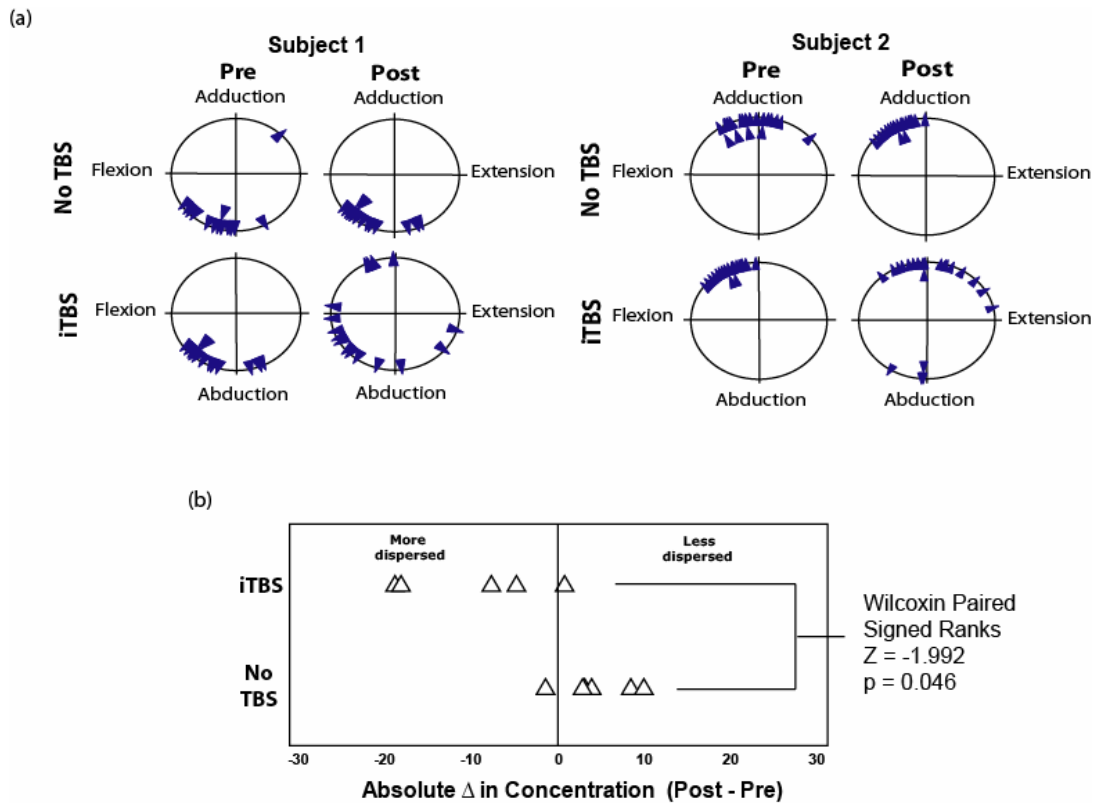 (a)
Subject 1
Subject 2
Pre
Post
Pre
Post
Adduction
Adduction
Adduction
Adduction
No TBS
Flexion
Extension
No TBS
Flexion
Extension
iTBS
Flexion
Extension
iTBS
Flexion
Extension
Abduction
Abduction
Abduction
Abduction
(b)
More
dispersed
Less
dispersed
iTBS
No
TBS
Wilcoxin Paired
Signed Ranks
Z = -1.992
p = 0.046
-30
-20
-10
0
10
20
30
Absolute Δ in Concentration (Post - Pre)